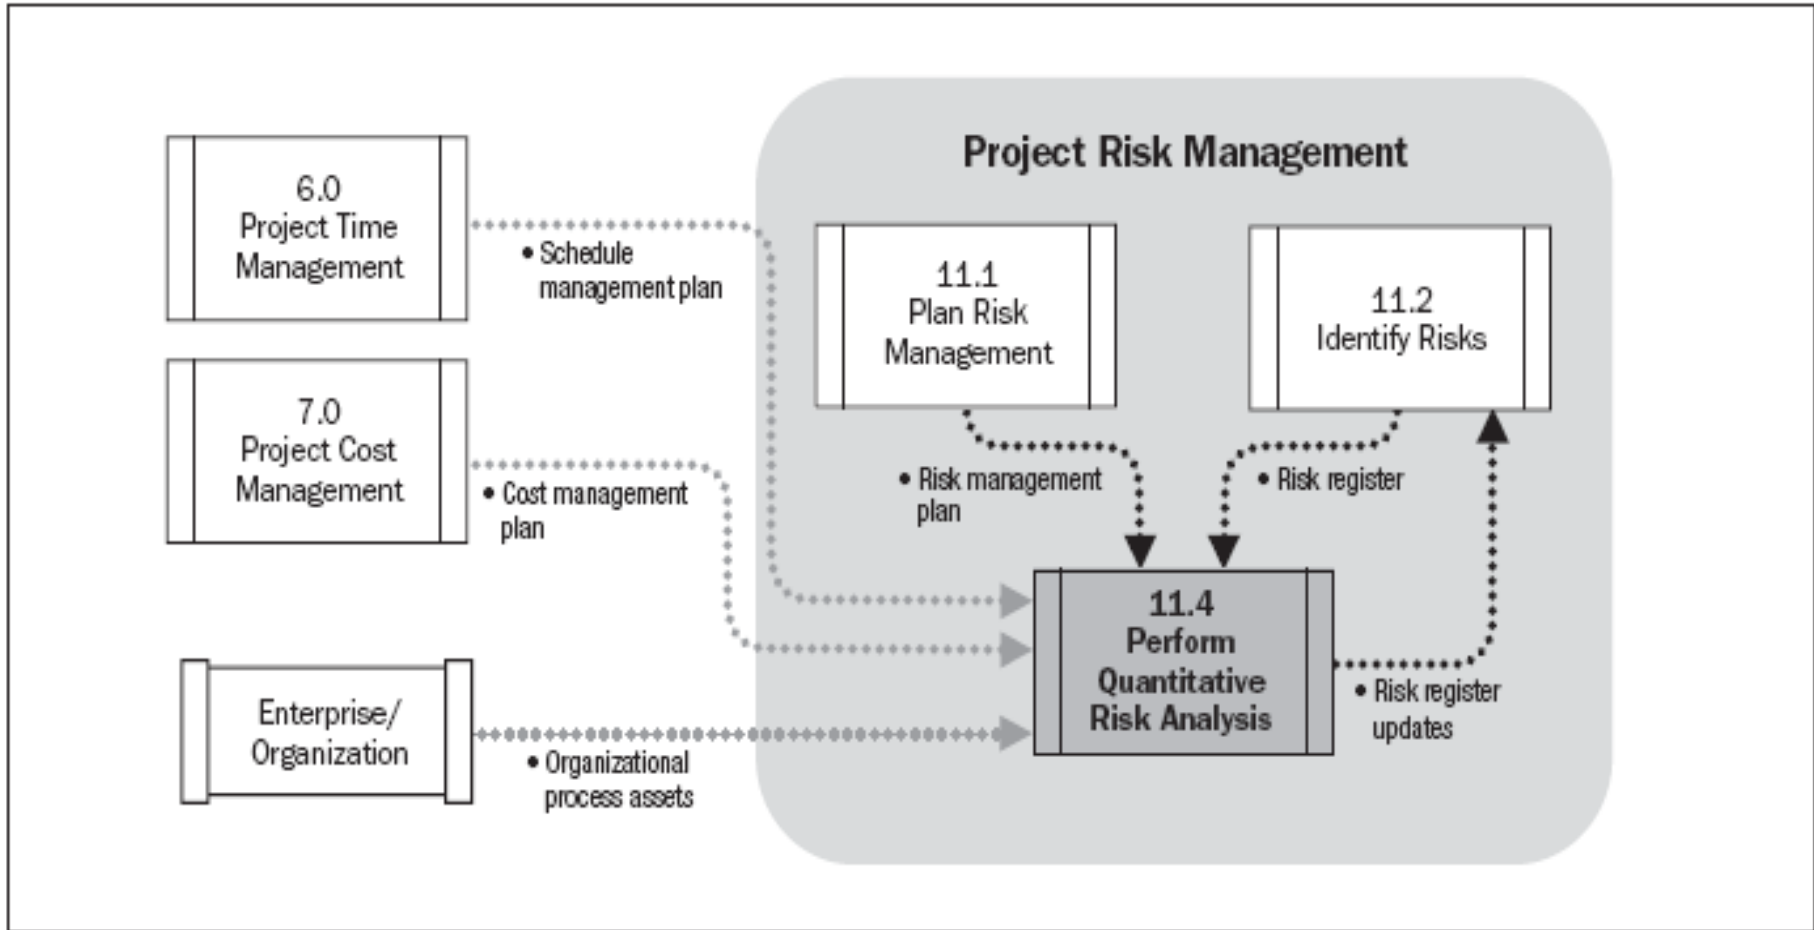 Project Risk Management
6.0
Project Time
Management
• Schedule
management plan
7.0
Project Cost
Management
• Cost management
plan
Enterprise/
Organization
• Organizational
process assets
11.1
Plan Risk
Management
• Risk management
plan
11.2
Identify Risks
• Risk register
11.4
Perform
Quantitative
Risk Analysis
• Risk register
updates